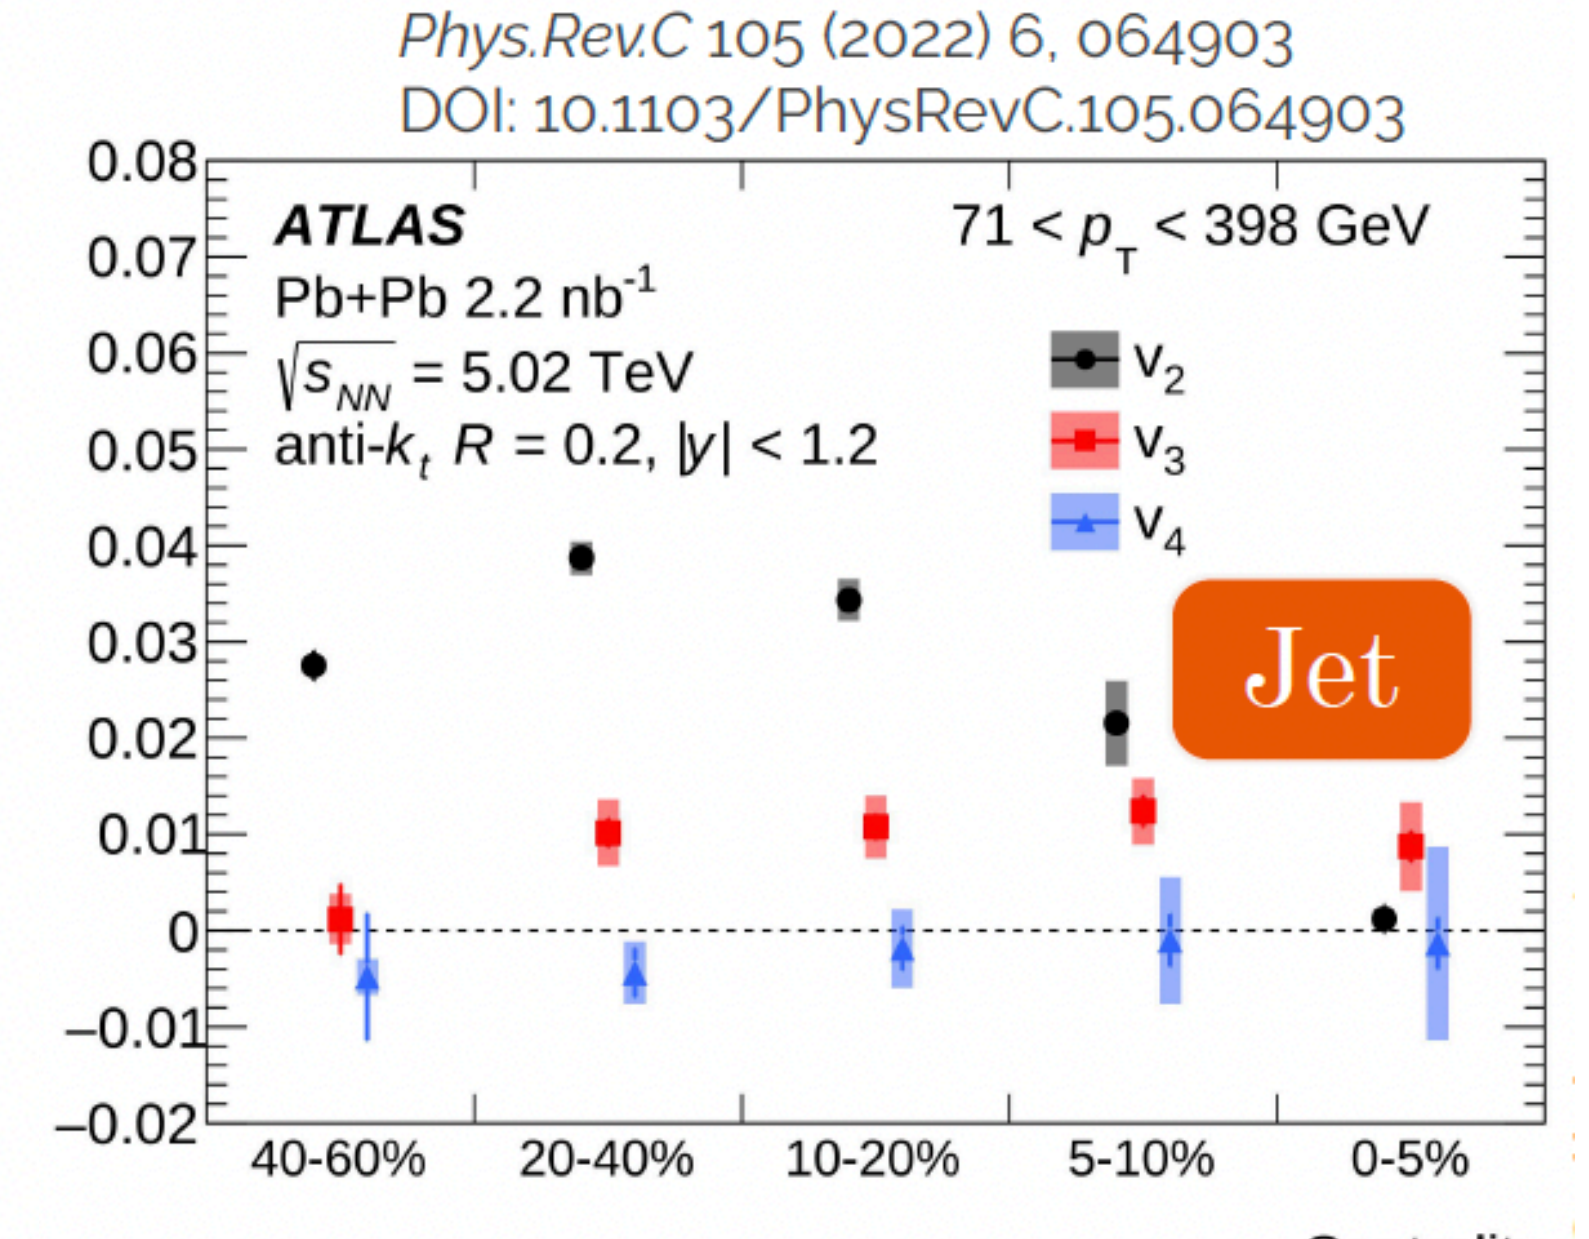 Phys.Rev.C 105 (2022) 6, 064903
DOI: 10.1103/PhysRevC.105.064903
0.08
ATLAS
71 < pT < 398 GeV
0.07
Pb+Pb 2.2 nb-1
0.06
v2
√sNN = 5.02 TeV
0.05
anti-kt R = 0.2, |y| < 1.2
v3
v4
0.04
0.03
Jet
0.02
0.01
0
−0.01
−0.02
40-60% 20-40% 10-20% 5-10% 0-5%